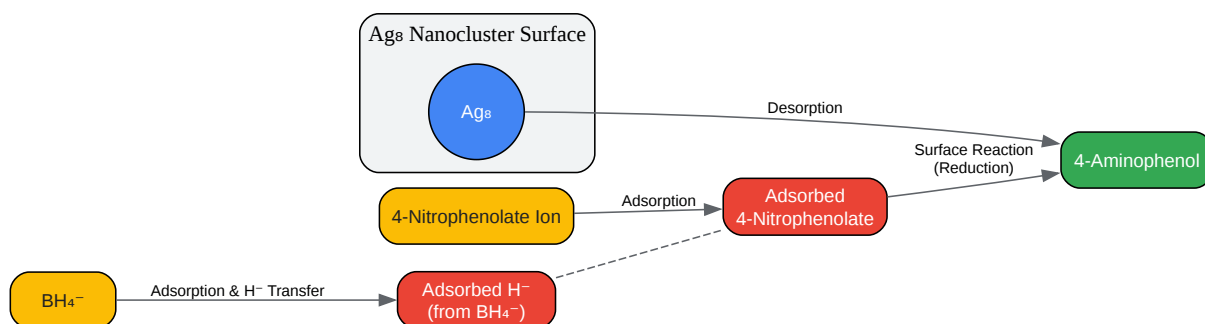 Ag₈ Nanocluster Surface
Ag₈
Desorption
4-Aminophenol
Surface Reaction
(Reduction)
4-Nitrophenolate Ion
Adsorption
Adsorbed
4-Nitrophenolate
BH₄⁻
Adsorption & H⁻ Transfer
Adsorbed H⁻
(from BH₄⁻)